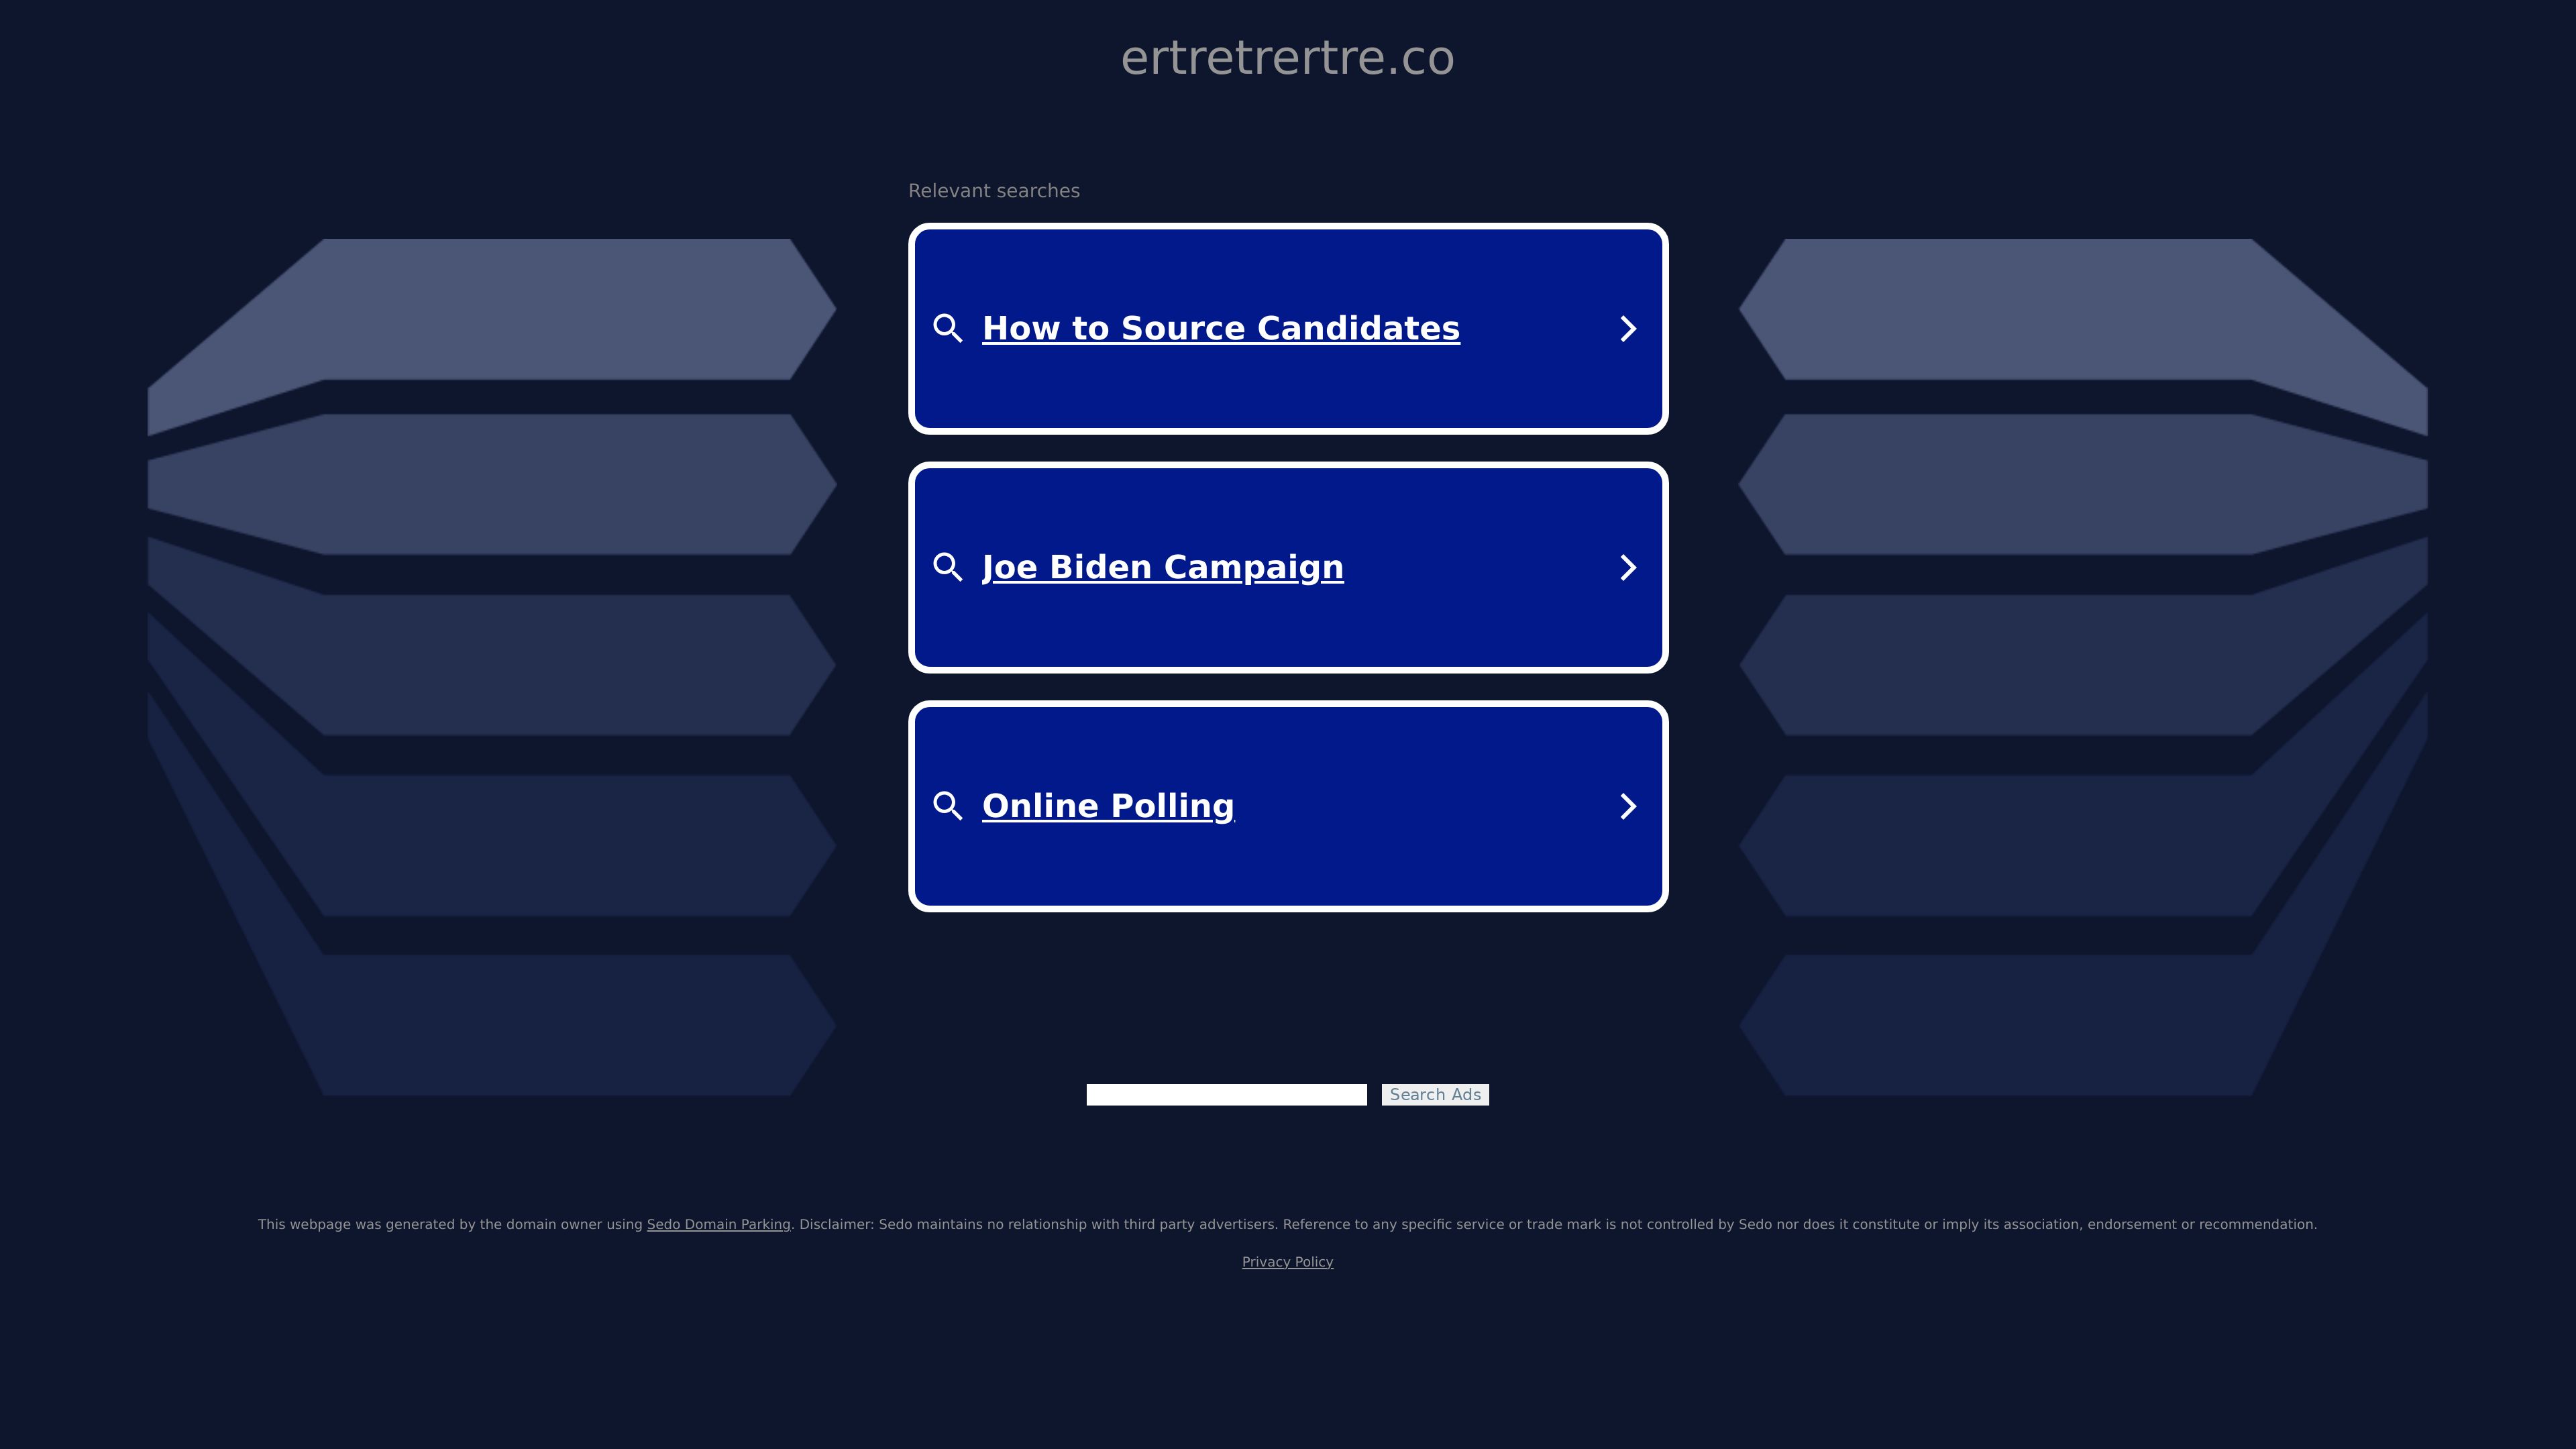 ertretrertre.co
Relevant searches
How to Source Candidates
Joe Biden Campaign
Online Polling
Search Ads
This webpage was generated by the domain owner using Sedo Domain Parking. Disclaimer: Sedo maintains no relationship with third party advertisers. Reference to any specific service or trade mark is not controlled by Sedo nor does it constitute or imply its association, endorsement or recommendation.
Privacy Policy